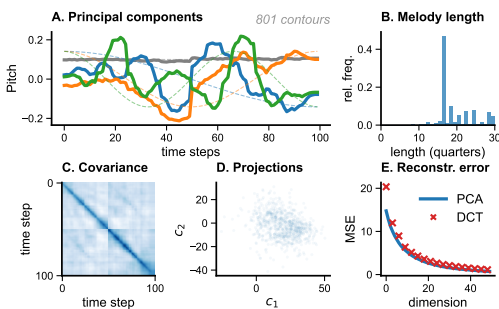 A. Principal components
801 contours
Pitch
0.2
0.0
−0.2
0
20
40
60
80
100
time steps
B. Melody length
rel. freq.
0.4
0.2
0.0
0
10
20
30
length (quarters)
C. Covariance
time step
0
100
0
100
time step
D. Projections
c2
20
0
−20
−40
0
50
c1
E. Reconstr. error
MSE
20
10
0
PCA
DCT
0
20
40
dimension